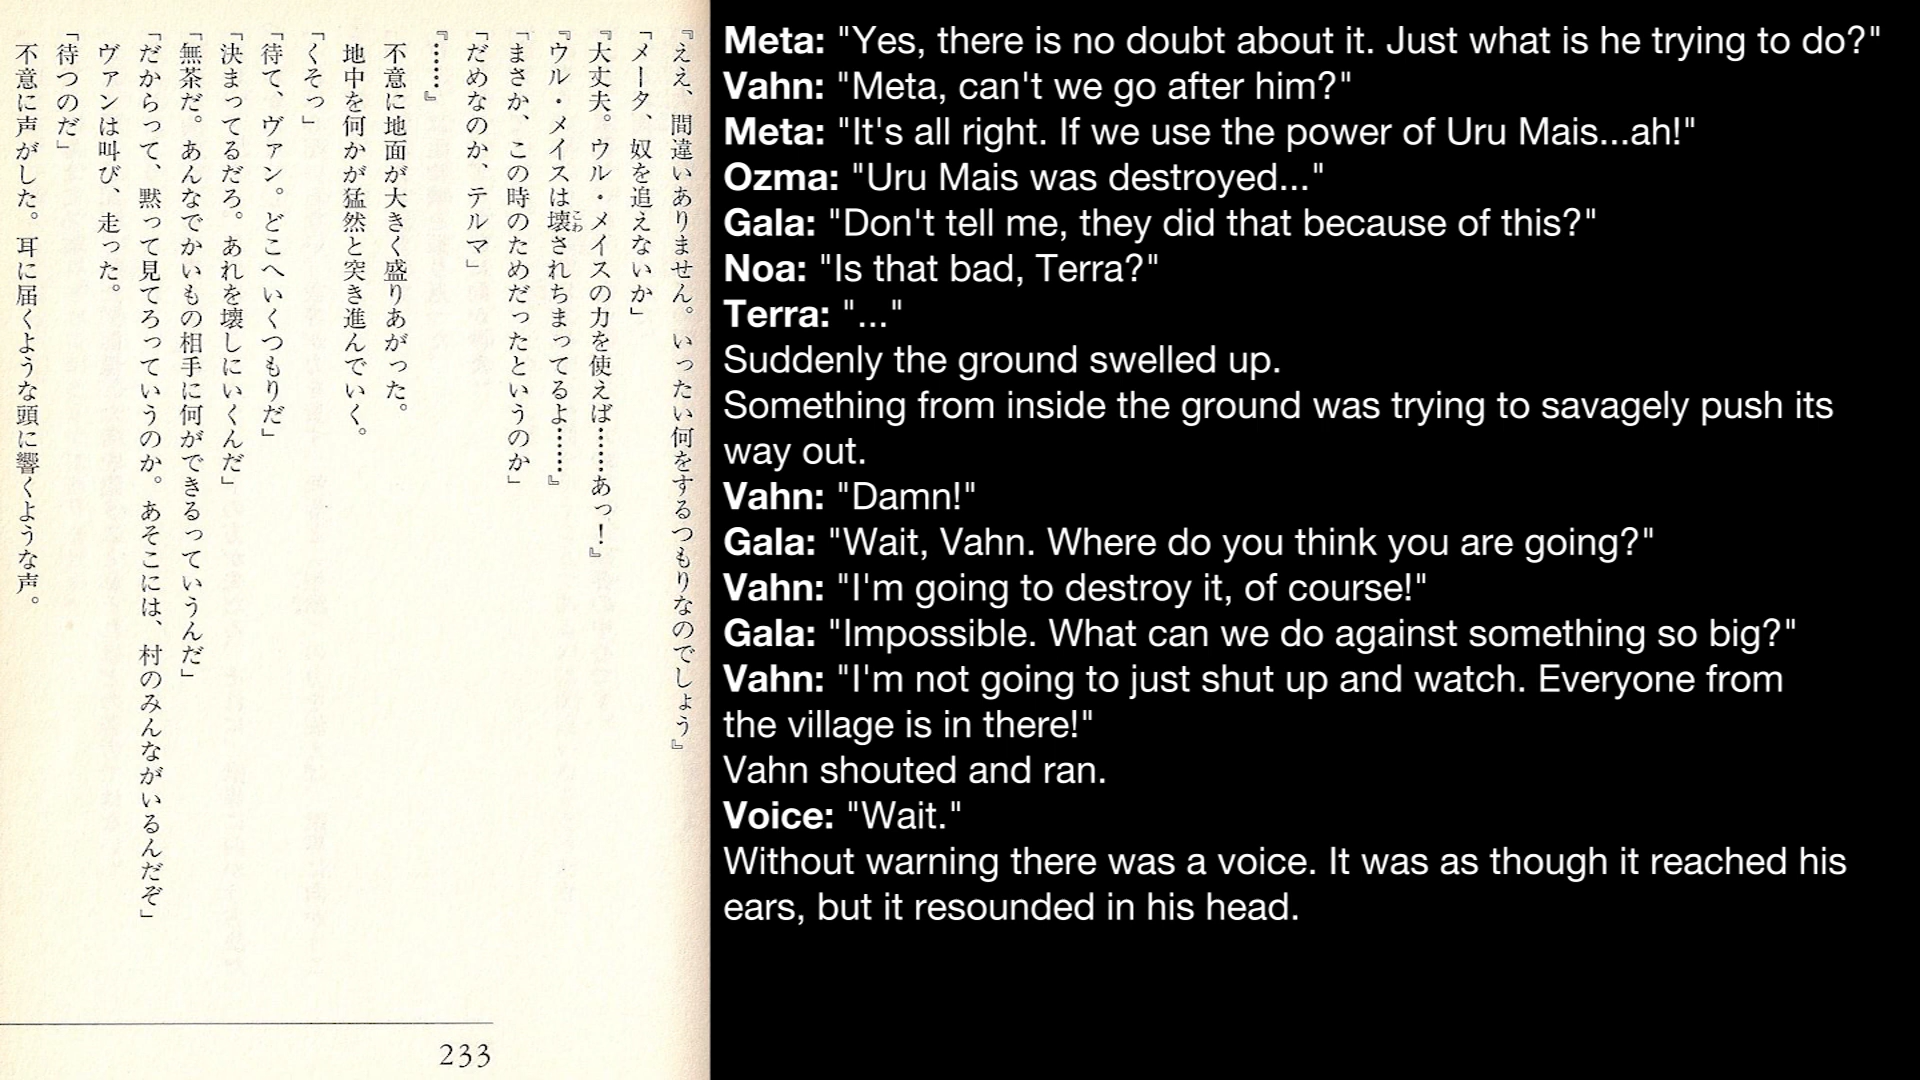 『ええ、間違いありません。いったい何をするつもりなのでしょう』
「メータ、奴を追えないか」
『大丈夫。ウル・メイスの力を使えば………あっ！』
『ウル・メイスは壊されちまってるよ………』
「まさか、この時のためだったというのか」
「だめなのか、テルマ」
『……』
不意に地面が大きく盛りあがった。
地中を何かが猛然と突き進んでいく。
「くそっ」
「待て、ヴァン。どこへいくつもりだ」
「決まってるだろ。あれを壊しにいくんだ」
「無茶だ。あんなでかいもの相手に何ができるっていうんだ」
「だからって、黙って見てろっていうのか。あそこには、村のみんながいるんだぞ」
ヴァンは叫び、走った。
「待つのだ」
不意に声がした。耳に届くような頭に響くような声。
233
Meta: "Yes, there is no doubt about it. Just what is he trying to do?"
Vahn: "Meta, can't we go after him?"
Meta: "It's all right. If we use the power of Uru Mais...ah!"
Ozma: "Uru Mais was destroyed..."
Gala: "Don't tell me, they did that because of this?"
Noa: "Is that bad, Terra?"
Terra: "..."
Suddenly the ground swelled up.
Something from inside the ground was trying to savagely push its
way out.
Vahn: "Damn!"
Gala: "Wait, Vahn. Where do you think you are going?"
Vahn: "I'm going to destroy it, of course!"
Gala: "Impossible. What can we do against something so big?"
Vahn: "I'm not going to just shut up and watch. Everyone from
the village is in there!"
Vahn shouted and ran.
Voice: "Wait."
Without warning there was a voice. It was as though it reached his
ears, but it resounded in his head.